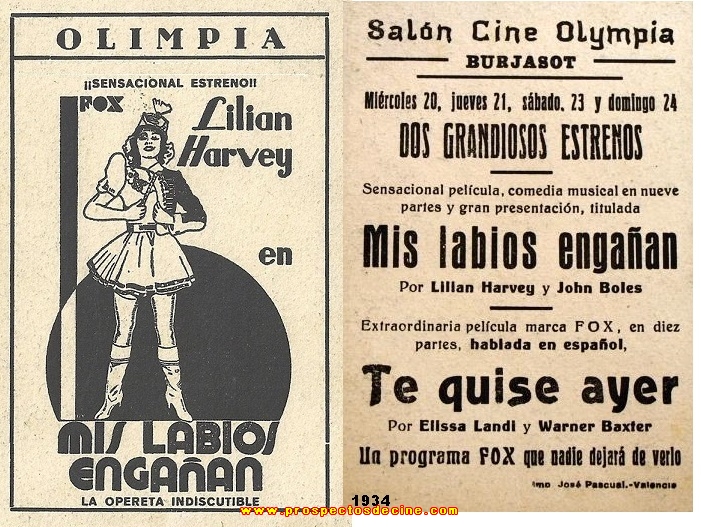 OLIMPIA
¡¡SENSACIONAL ESTRENO!!
FOX
Lilian
Harvey
en
MIS LABIOS
ENGAÑAN
LA OPERETA INDISCUTIBLE
Salón Cine Olympia
BURJASOT
Miércoles 20, jueves 21, sábado, 23 y domingo 24
DOS GRANDIOSOS ESTRENOS
Sensacional película, comedia musical en nueve
partes y gran presentación, titulada
Mis labios engañan
Por Lilian Harvey y John Boles
Extraordinaria película marca FOX, en diez
partes, hablada en español,
Te quise ayer
Por Elissa Landi y Warner Baxter
Un programa FOX que nadie dejará de verlo
Imp José Pascual.-Valencia
1934
www.prospectosdecine.com